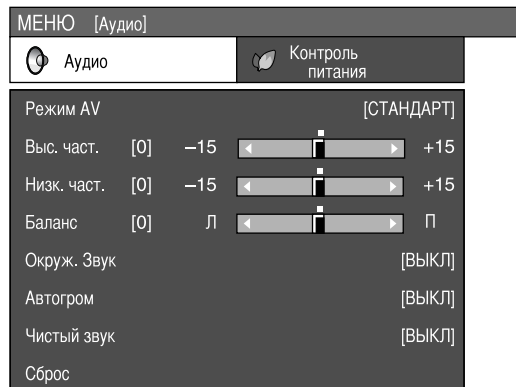 МЕНЮ [Аудио]
Аудио
Контроль
питания
Режим AV [СТАНДАРТ]
Выс. част. [0] –15 +15
Низк. част. [0] –15 +15
Баланс [0] Л П
Окруж. Звук [ВЫКЛ]
Автогром [ВЫКЛ]
Чистый звук [ВЫКЛ]
Сброс